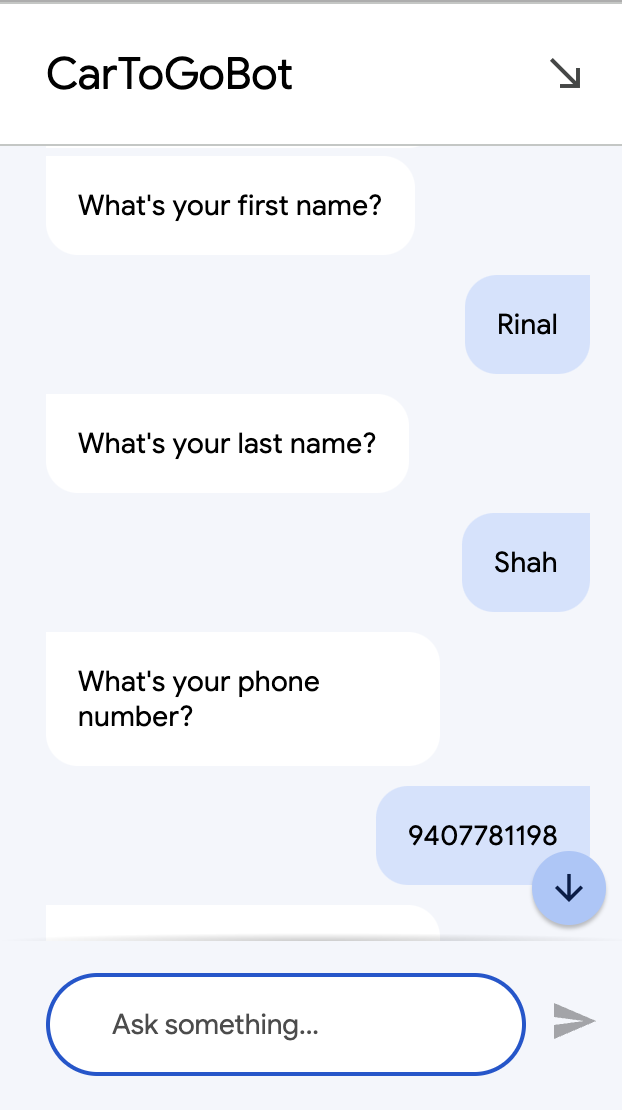 CarToGoBot
What's your first name?
Rinal
What's your last name?
Shah
What's your phone
number?
9407781198
Ask something...